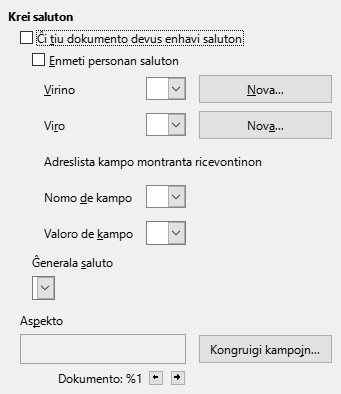 Krei saluton
Ĉi tiu dokumento devus enhavi saluton
Enmeti personan saluton
Virino
Nova...
Viro
Nova...
Adreslista kampo montranta ricevontinon
Nomo de kampo
Valoro de kampo
Ĝenerala saluto
Aspekto
Kongruigi kampojn...
Dokumento: %1